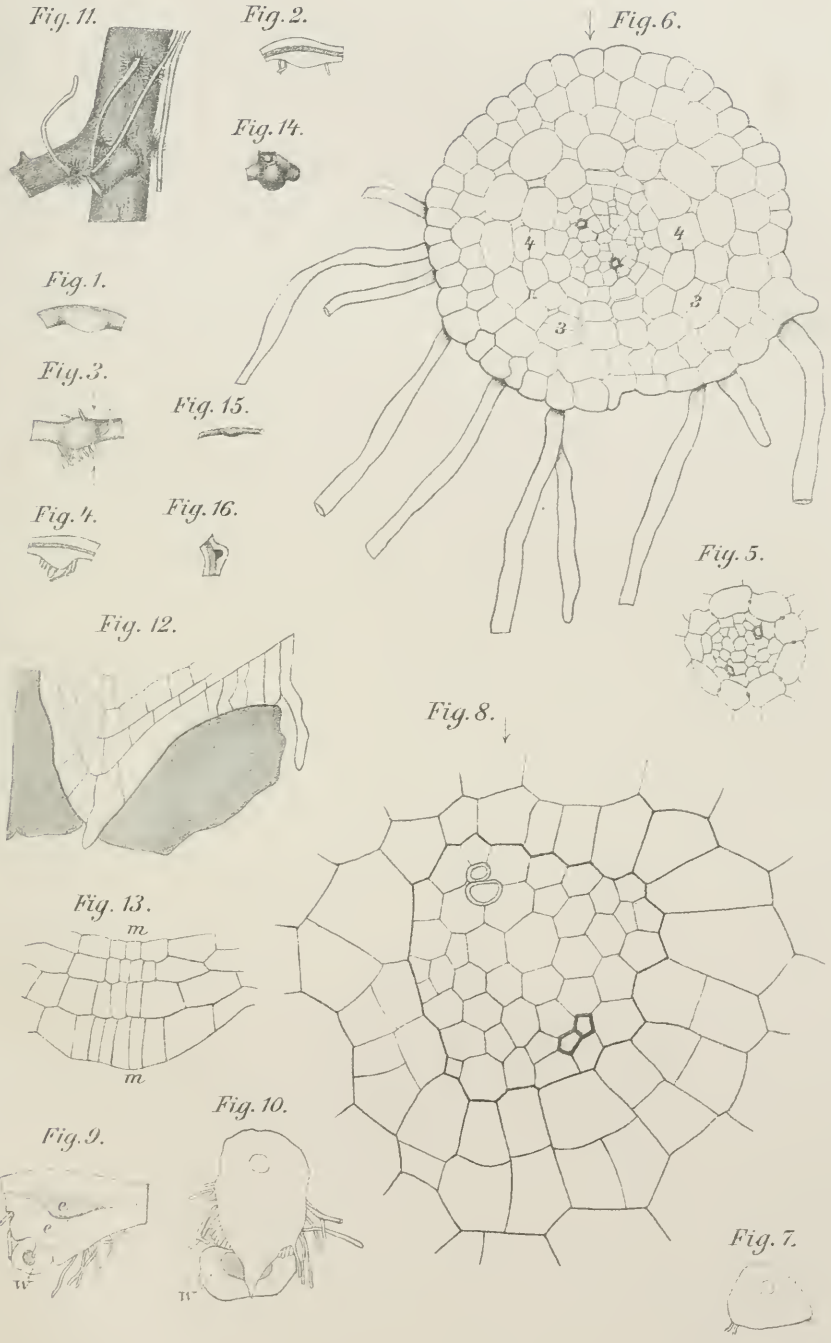 Fig. 11.
Fig. 2.
Fig. 6.
Fig. 14.
4
4
3
3
Fig. 1.
Fig. 3.
Fig. 15.
Fig. 4.
Fig. 16.
Fig. 5.
Fig. 12.
Fig. 8.
Fig. 13.
m
m
Fig. 10.
Fig. 9.
e
e
w
w
Fig. 7.